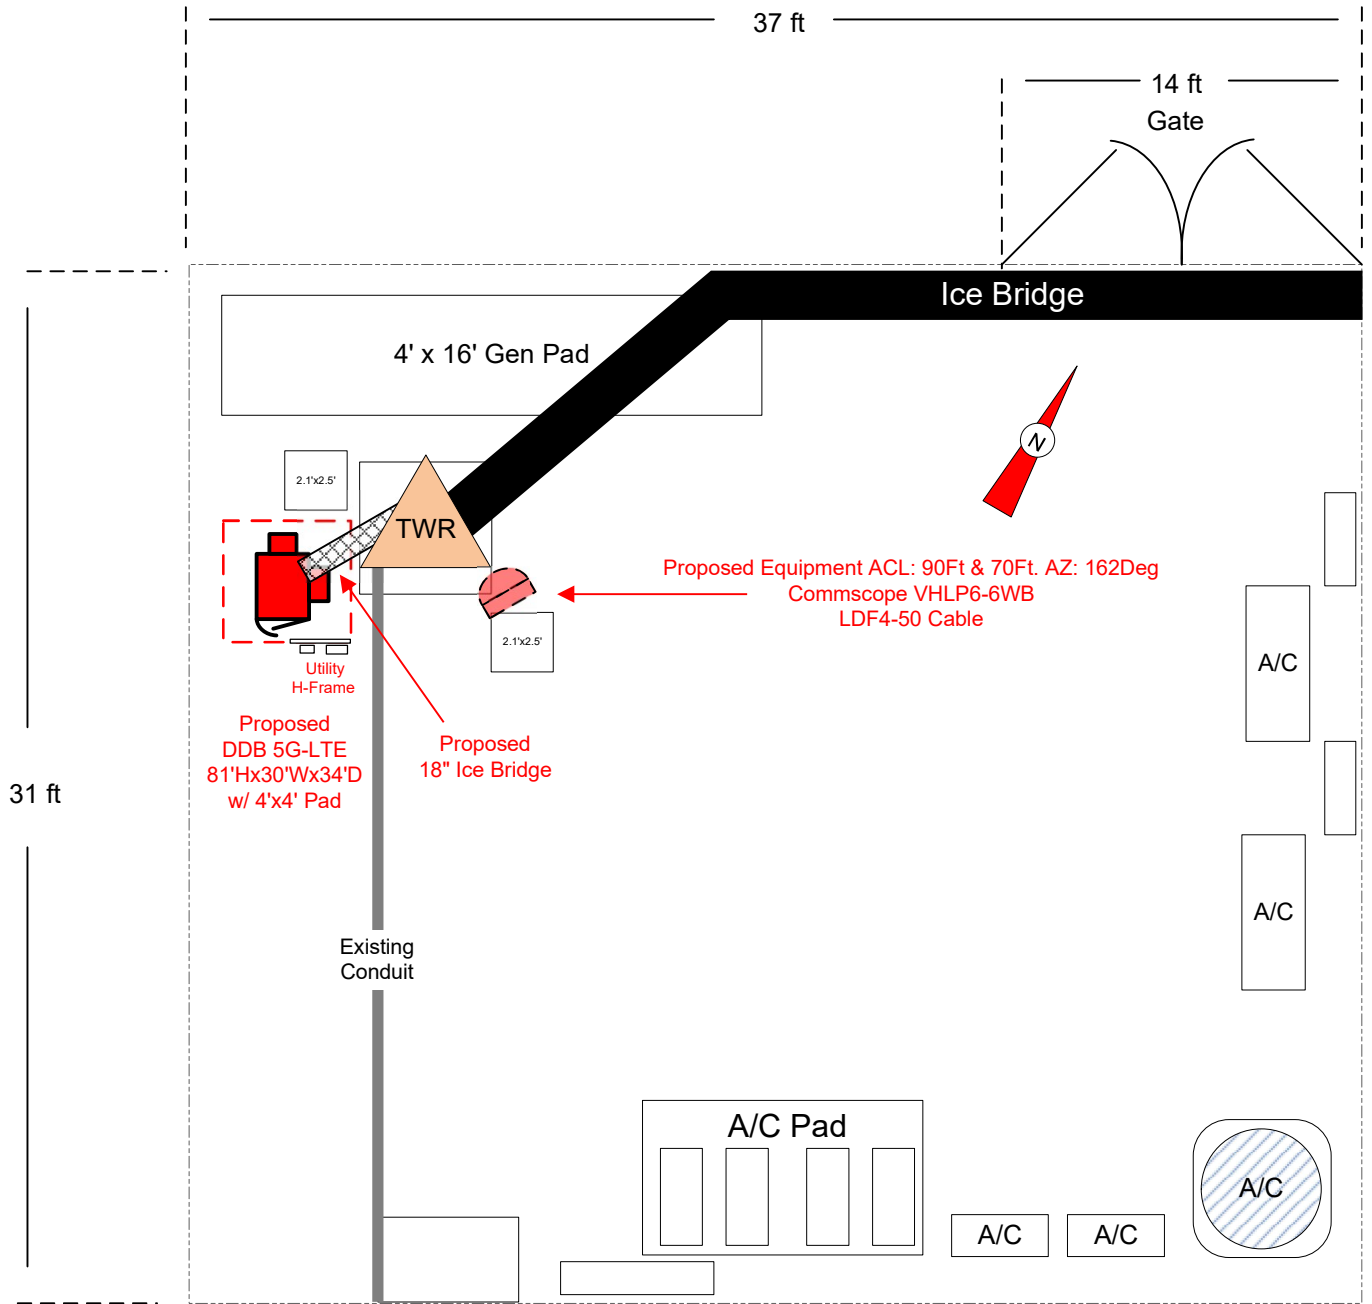 37 ft
14 ft
Gate
Ice Bridge
4' x 16' Gen Pad
N
2.1'x2.5'
TWR
Proposed Equipment ACL: 90Ft & 70Ft. AZ: 162Deg
Commscope VHLP6-6WB
LDF4-50 Cable
2.1'x2.5'
Utility
H-Frame
A/C
Proposed
DDB 5G-LTE
81'Hx30'Wx34'D
w/ 4'x4' Pad
Proposed
18" Ice Bridge
31 ft
A/C
Existing
Conduit
A/C Pad
A/C
A/C
A/C